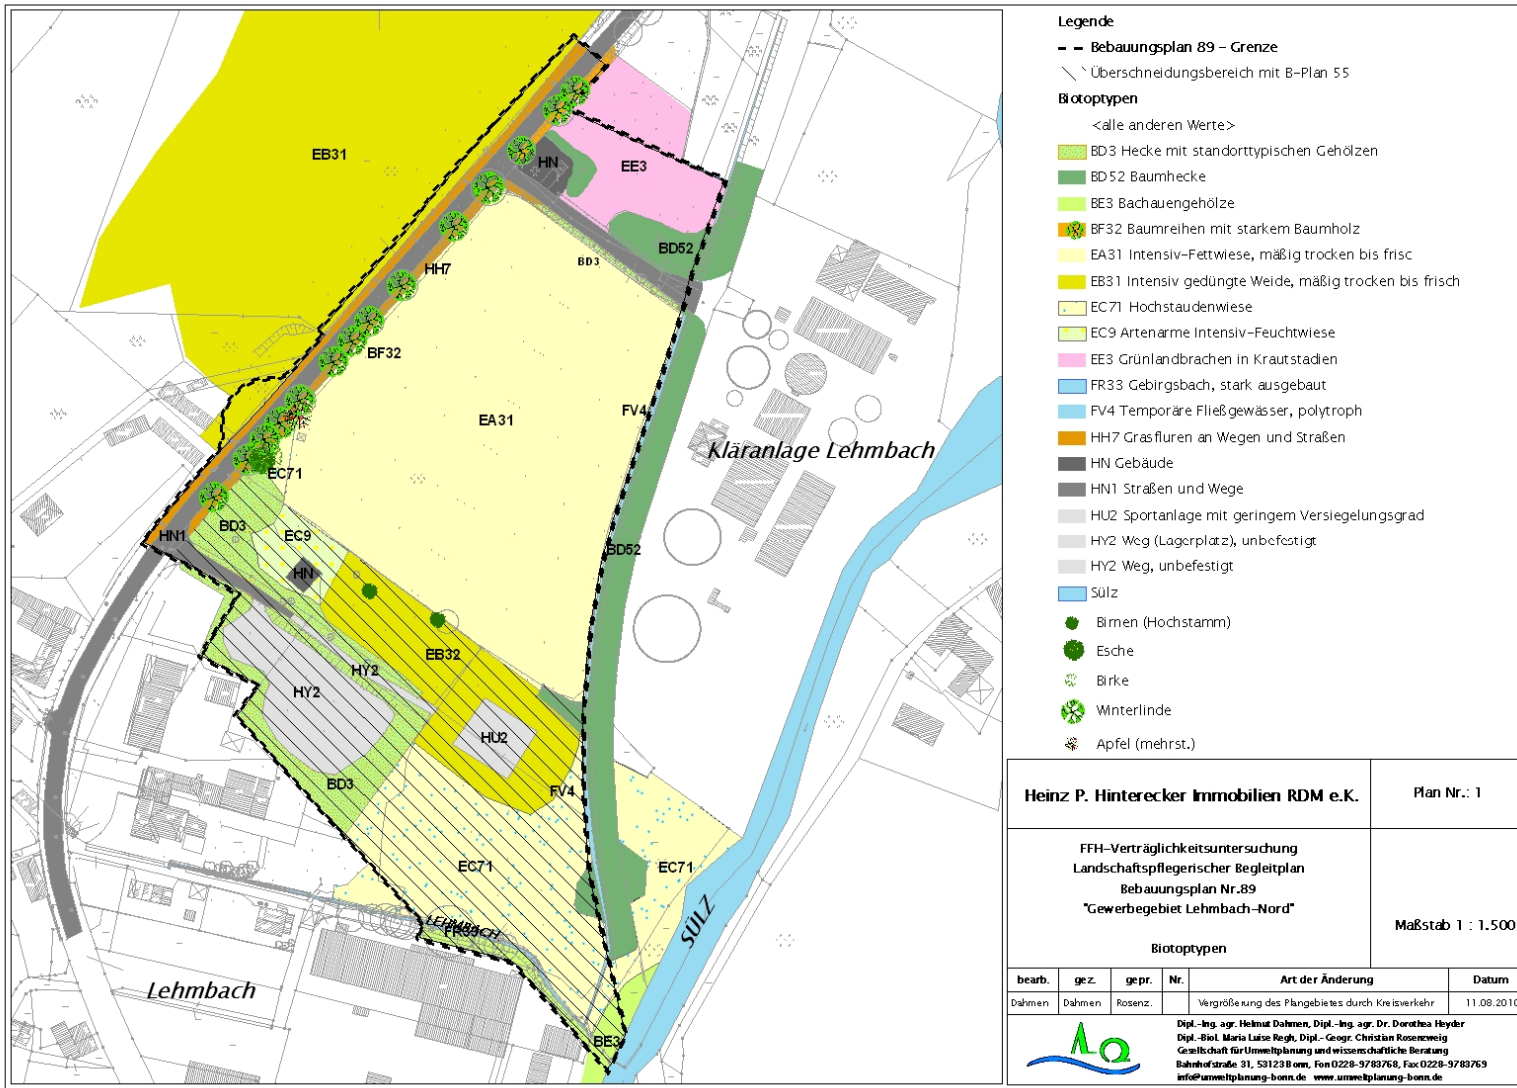 EB31
HN
EE3
BD52
BD3
HH7
BF32
EA31
FV4
Kläranlage Lehmbach
EC71
BD3
EC9
HN1
HN
BD52
EB32
HY2
HY2
HU2
BD3
FV4
EC71
EC71
LEHMBACH
FR33
SÜLZ
Lehmbach
BE3
Legende
Bebauungsplan 89 - Grenze
Überschneidungsbereich mit B-Plan 55
Biotoptypen
<alle anderen Werte>
BD3 Hecke mit standorttypischen Gehölzen
BD52 Baumhecke
BE3 Bachauengehölze
BF32 Baumreihen mit starkem Baumholz
EA31 Intensiv-Fettwiese, mäßig trocken bis frisc
EB31 Intensiv gedüngte Weide, mäßig trocken bis frisch
EC71 Hochstaudenwiese
EC9 Artenarme Intensiv-Feuchtwiese
EE3 Grünlandbrachen in Krautstadien
FR33 Gebirgsbach, stark ausgebaut
FV4 Temporäre Fließgewässer, polytroph
HH7 Grasfluren an Wegen und Straßen
HN Gebäude
HN1 Straßen und Wege
HU2 Sportanlage mit geringem Versiegelungsgrad
HY2 Weg (Lagerplatz), unbefestigt
HY2 Weg, unbefestigt
Sülz
Birnen (Hochstamm)
Esche
Birke
Winterlinde
Apfel (mehrst.)
Heinz P. Hinterecker Immobilien RDM e.K.
Plan Nr.: 1
FFH-Verträglichkeitsuntersuchung
Landschaftspflegerischer Begleitplan
Bebauungsplan Nr.89
"Gewerbegebiet Lehmbach-Nord"
Biotoptypen
Maßstab 1 : 1.500
bearb. gez. gepr. Nr. Art der Änderung Datum
Dahmen Dahmen Rosenz. Vergrößerung des Plangebietes durch Kreisverkehr 11.08.2010
Dipl.-Ing. agr. Helmut Dahmen, Dipl.-Ing. agr. Dr. Dorothea Heyder
Dipl.-Biol. Maria Luise Regh, Dipl.-Geogr. Christian Rosenzweig
Gesellschaft für Umweltplanung und wissenschaftliche Beratung
Bahnhofstraße 31, 53123 Bonn, Fon 0228-9783768, Fax 0228-9783769
info@umweltplanung-bonn.de www.umweltplanung-bonn.de